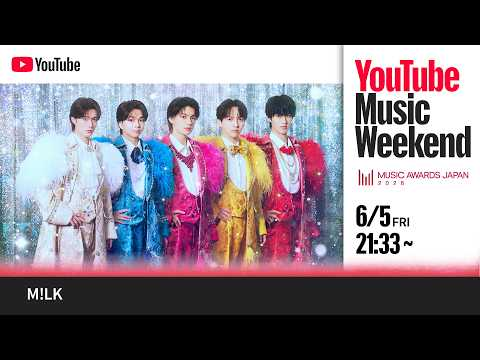 YouTube
YouTube
Music
Weekend
MUSIC AWARDS JAPAN
2026
6/5 FRI
21:33 ~
M!LK